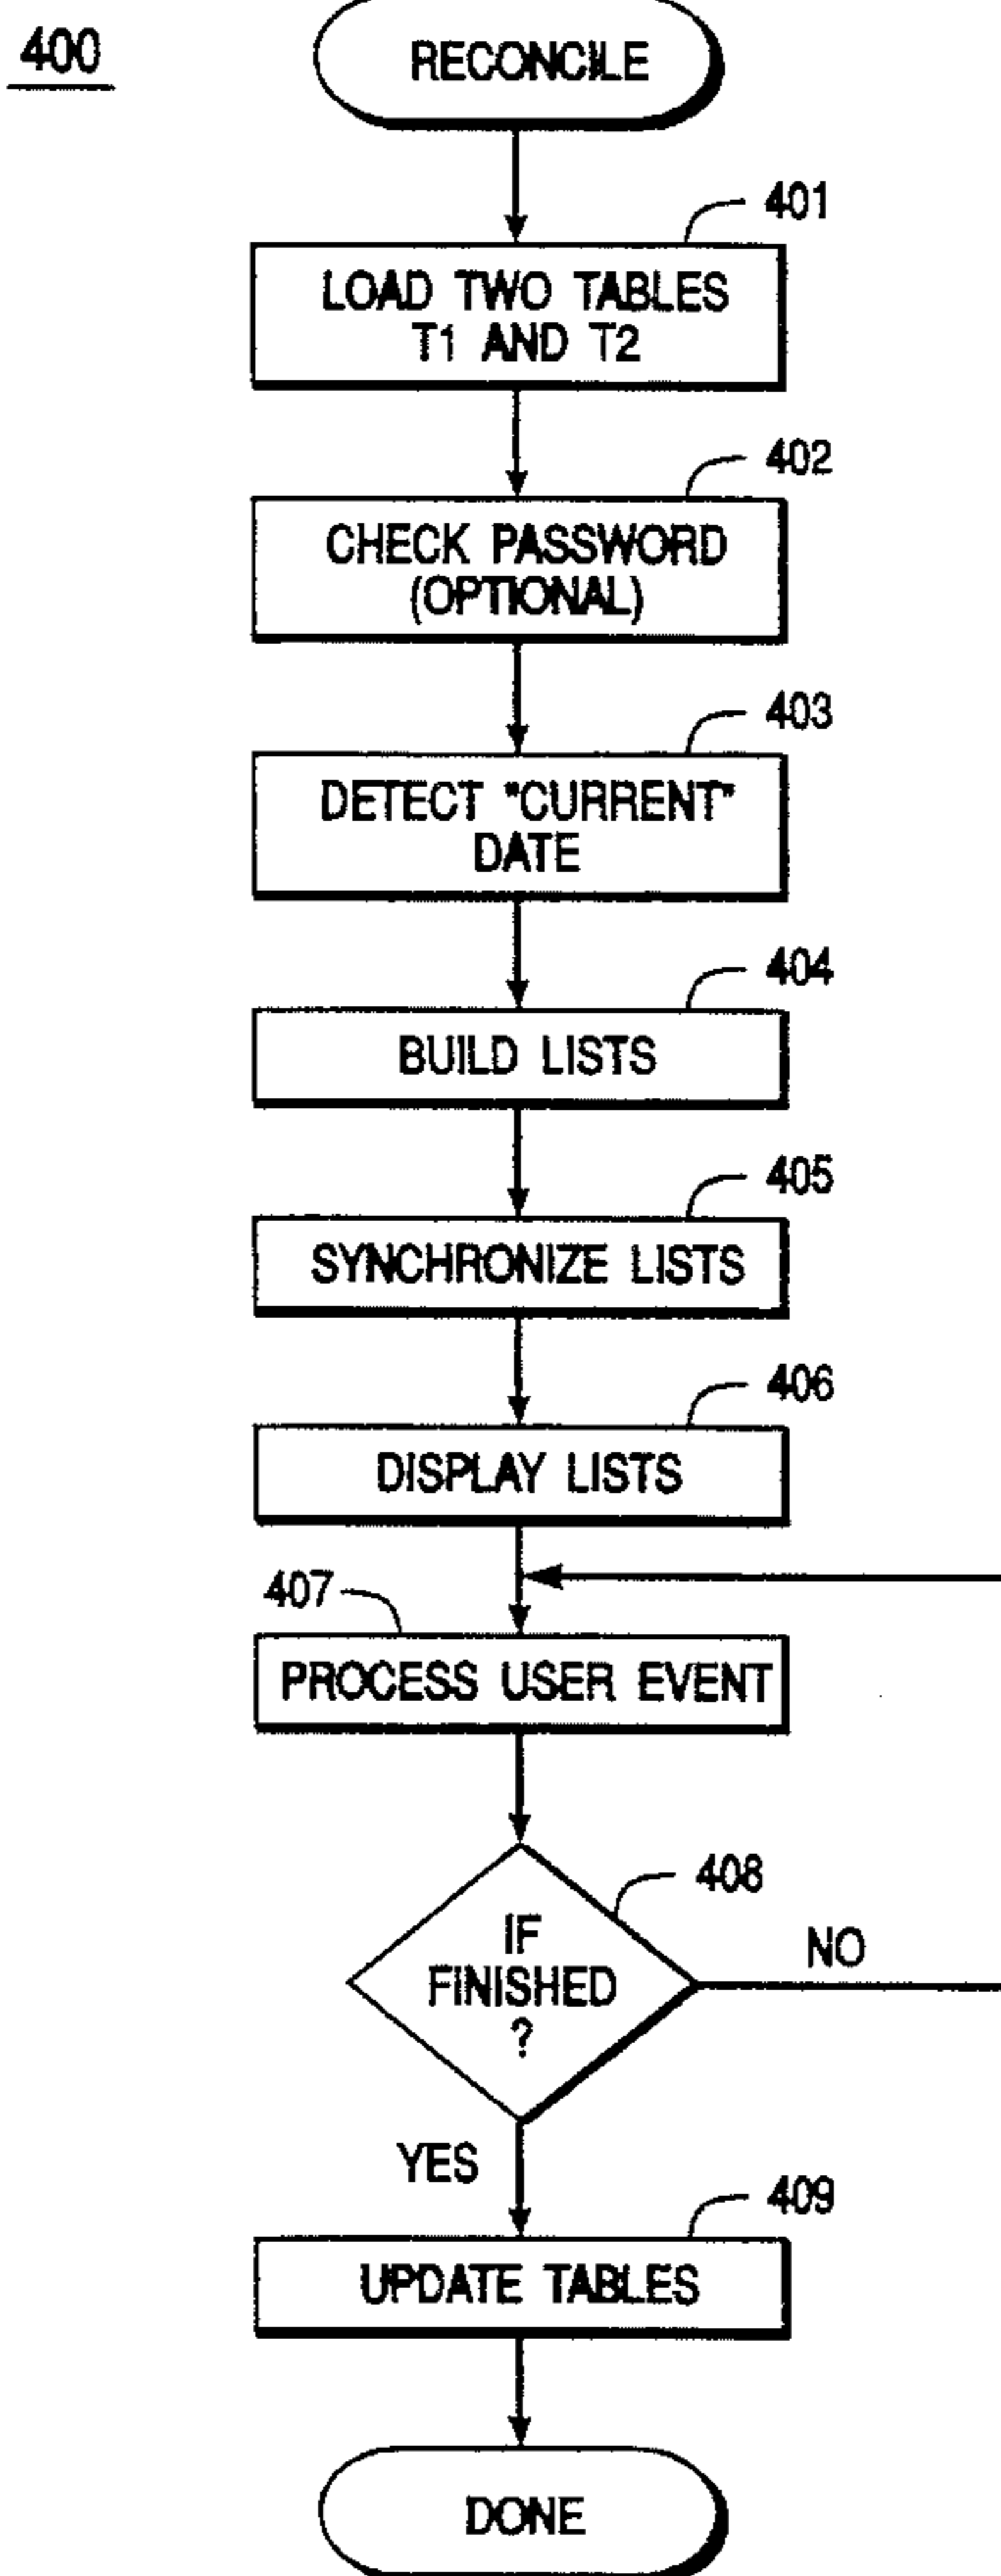 400
RECONCILE
401
LOAD TWO TABLES
T1 AND T2
402
CHECK PASSWORD
(OPTIONAL)
403
DETECT "CURRENT"
DATE
404
BUILD LISTS
405
SYNCHRONIZE LISTS
406
DISPLAY LISTS
407
PROCESS USER EVENT
408
IF
FINISHED
?
NO
YES
409
UPDATE TABLES
DONE